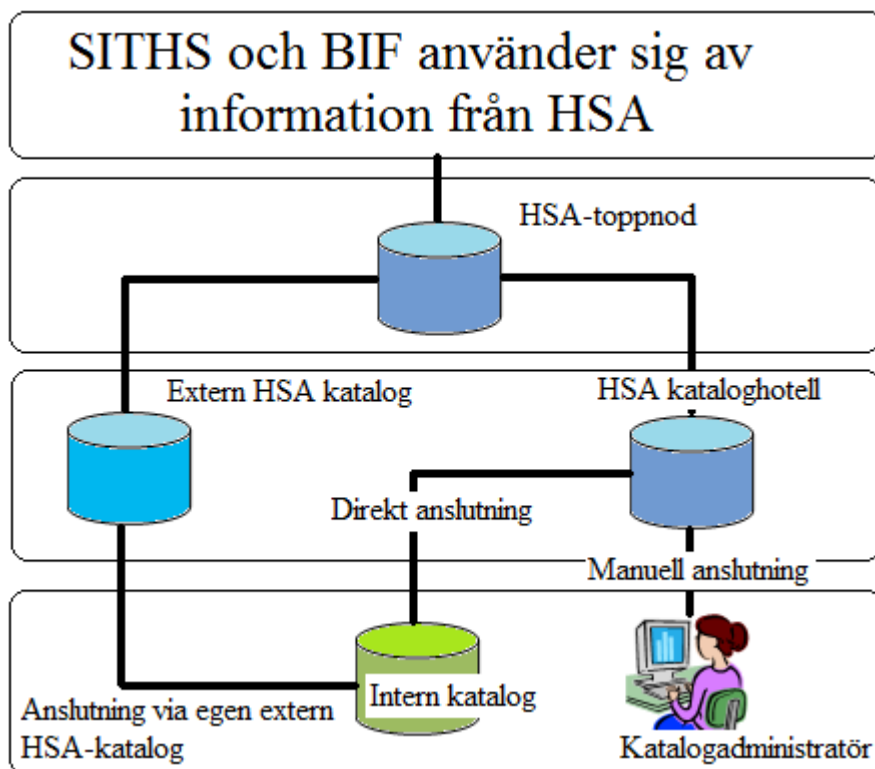 SITHS och BIF använder sig av
information från HSA
HSA-toppnod
Extern HSA katalog
HSA kataloghotell
Direkt anslutning
Manuell anslutning
Intern katalog
Anslutning via egen extern
HSA-katalog
Katalogadministratör